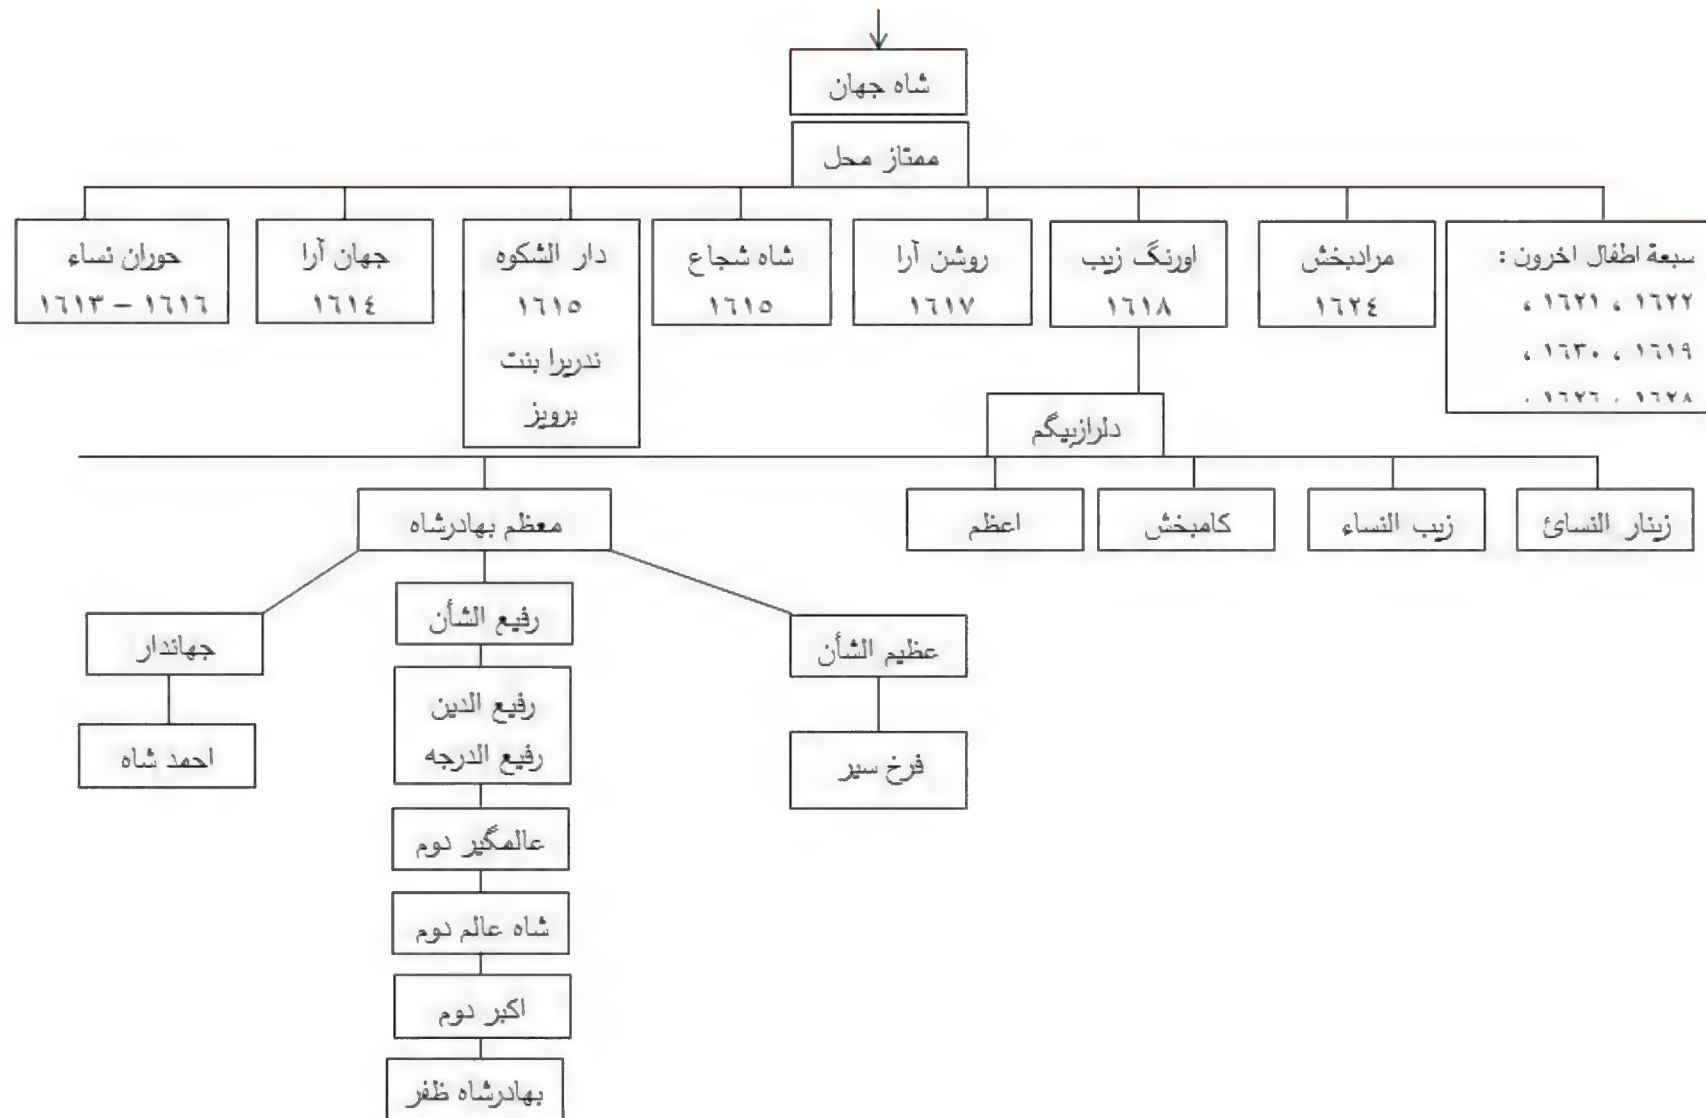 شاه جهان
ممتاز محل
سبعة اطفال اخرون :
١٦٢٢ ، ١٦٢١ ،
١٦١٩ ، ١٦٣٠ ،
١٦٢٨ ، ١٦٢٦ ،
مرادبخش
١٦٢٤
اورنگ زيب
١٦١٨
روشن آرا
١٦١٧
شاه شجاع
١٦١٥
دار الشكوه
١٦١٥
ندريرا بنت
برويز
جهان آرا
١٦١٤
حوران نساء
١٦١٣ – ١٦١٦
دلرازبيگم
زينار النسائ
زيب النساء
كامبخش
اعظم
معظم بهادرشاه
عظيم الشأن
فرخ سير
رفيع الشأن
رفيع الدين
رفيع الدرجه
عالمگير دوم
شاه عالم دوم
اكبر دوم
بهادرشاه ظفر
جهاندار
احمد شاه